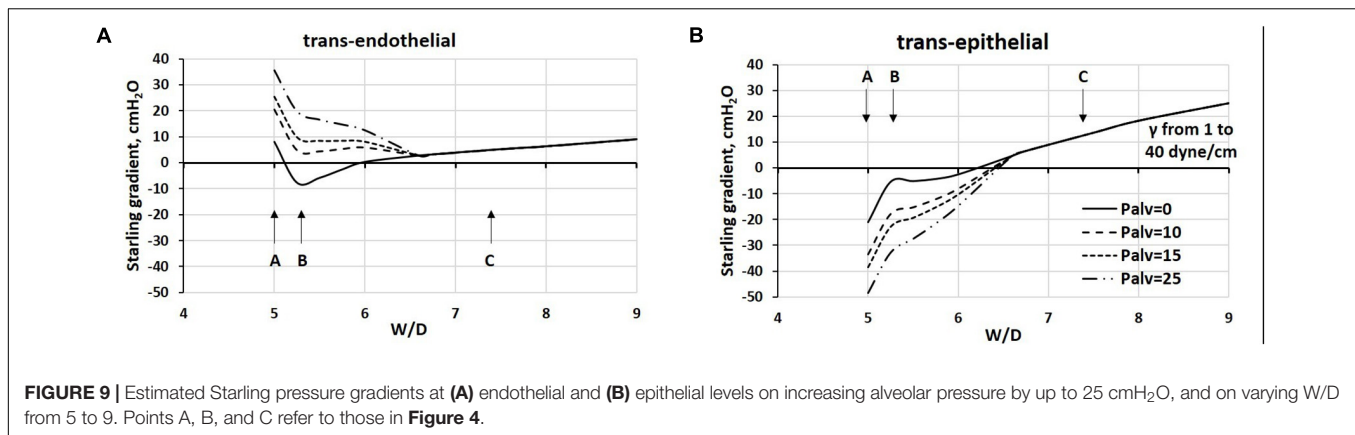 A
trans-endothelial
Starling gradient, cmH₂O
40
30
20
10
0
-10
-20
-30
-40
-50
A
B
C
4
5
6
7
8
9
W/D
B
trans-epithelial
Starling gradient, cmH₂O
40
30
20
10
0
-10
-20
-30
-40
-50
A
B
C
γ from 1 to
40 dyne/cm
Palv=0
Palv=10
Palv=15
Palv=25
4
5
6
7
8
9
W/D
FIGURE 9 | Estimated Starling pressure gradients at (A) endothelial and (B) epithelial levels on increasing alveolar pressure by up to 25 cmH₂O, and on varying W/D
from 5 to 9. Points A, B, and C refer to those in Figure 4.